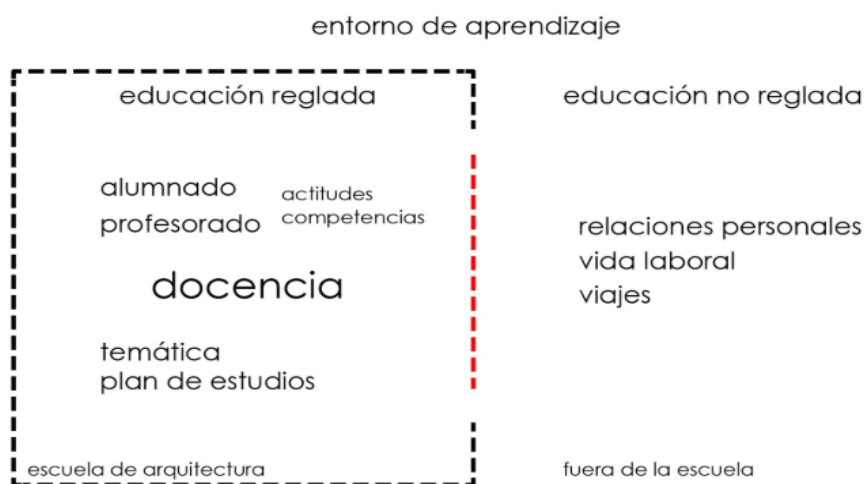 entorno de aprendizaje
educación reglada
educación no reglada
alumnado
profesorado
actitudes
competencias
docencia
temática
plan de estudios
relaciones personales
vida laboral
viajes
escuela de arquitectura
fuera de la escuela